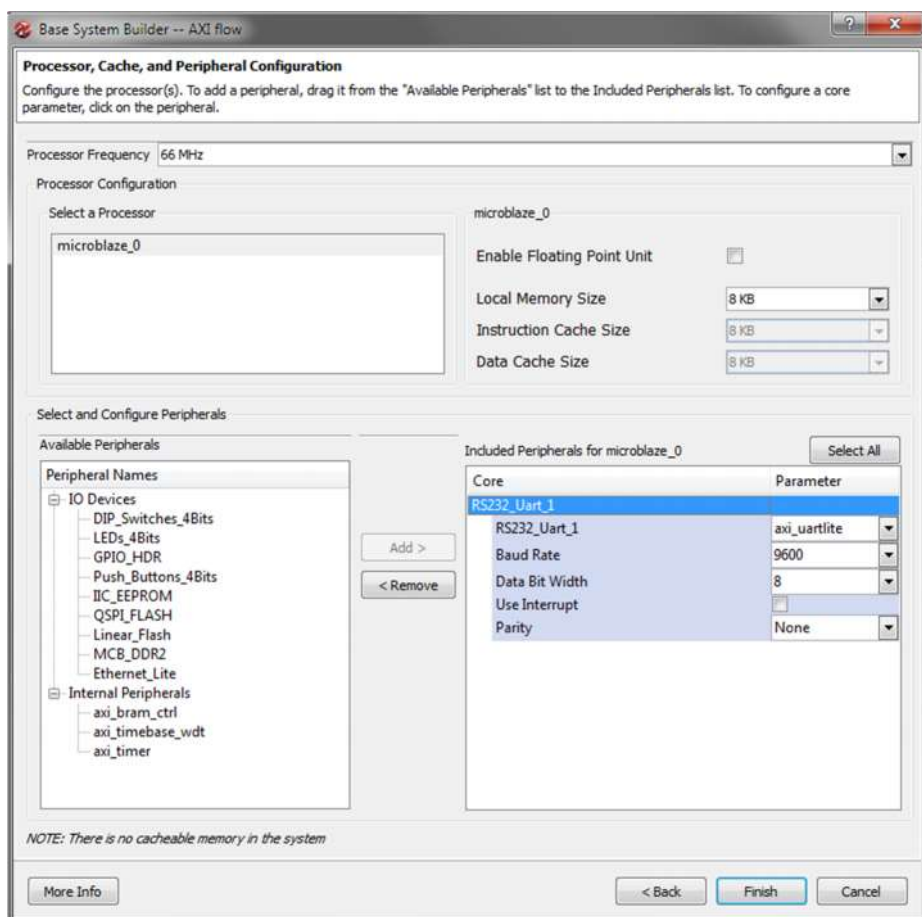 Base System Builder -- AXI flow
Processor, Cache, and Peripheral Configuration
Configure the processor(s). To add a peripheral, drag it from the "Available Peripherals" list to the Included Peripherals list. To configure a core
parameter, click on the peripheral.
Processor Frequency 66 MHz
Processor Configuration
Select a Processor
microblaze_0
microblaze_0
Enable Floating Point Unit
Local Memory Size 8 KB
Instruction Cache Size 8 KB
Data Cache Size 8 KB
Select and Configure Peripherals
Available Peripherals
Peripheral Names
IO Devices
DIP_Switches_4Bits
LEDs_4Bits
GPIO_HDR
Push_Buttons_4Bits
IIC_EEPROM
QSPI_FLASH
Linear_Flash
MCB_DDR2
Ethernet_Lite
Internal Peripherals
axi_bram_ctrl
axi_timebase_wdt
axi_timer
Add >
< Remove
Included Peripherals for microblaze_0 Select All
Core Parameter
RS232_Uart_1
RS232_Uart_1 axi_uartlite
Baud Rate 9600
Data Bit Width 8
Use Interrupt
Parity None
NOTE: There is no cacheable memory in the system
More Info < Back Finish Cancel